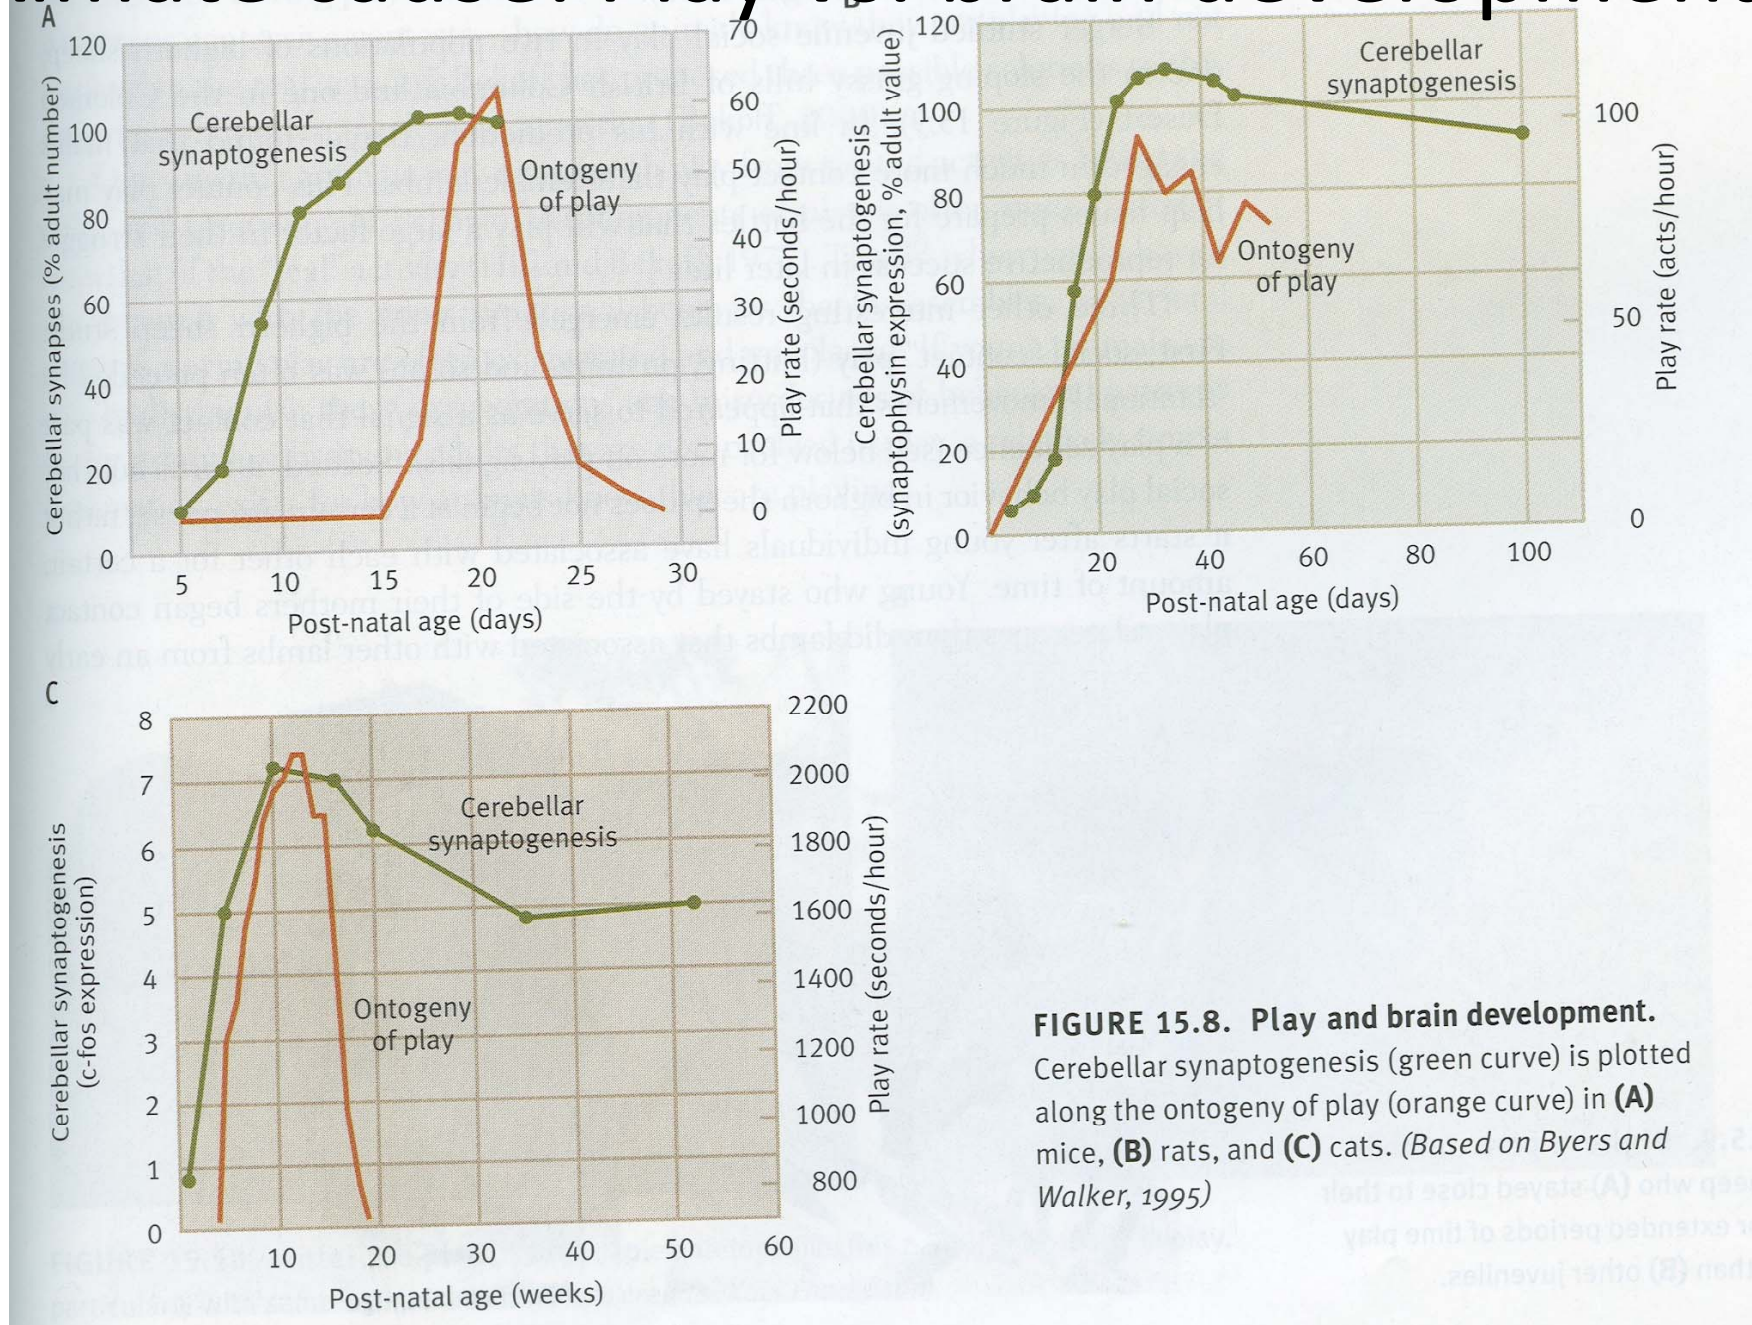 Play for brain development
A
120
100
80
60
40
20
0
Cerebellar synapses (% adult number)
Cerebellar
synaptogenesis
Ontogeny
of play
70
60
50
40
30
20
10
0
Play rate (seconds/hour)
5 10 15 20 25 30
Post-natal age (days)
120
100
80
60
40
20
0
Cerebellar synaptogenesis
(synaptophysin expression, % adult value)
Cerebellar
synaptogenesis
Ontogeny
of play
100
50
0
Play rate (acts/hour)
20 40 60 80 100
Post-natal age (days)
C
8
7
6
5
4
3
2
1
0
Cerebellar synaptogenesis
(c-fos expression)
Cerebellar
synaptogenesis
Ontogeny
of play
2200
2000
1800
1600
1400
1200
1000
800
Play rate (seconds/hour)
10 20 30 40 50 60
Post-natal age (weeks)
FIGURE 15.8. Play and brain development.
Cerebellar synaptogenesis (green curve) is plotted
along the ontogeny of play (orange curve) in (A)
mice, (B) rats, and (C) cats. (Based on Byers and
Walker, 1995)